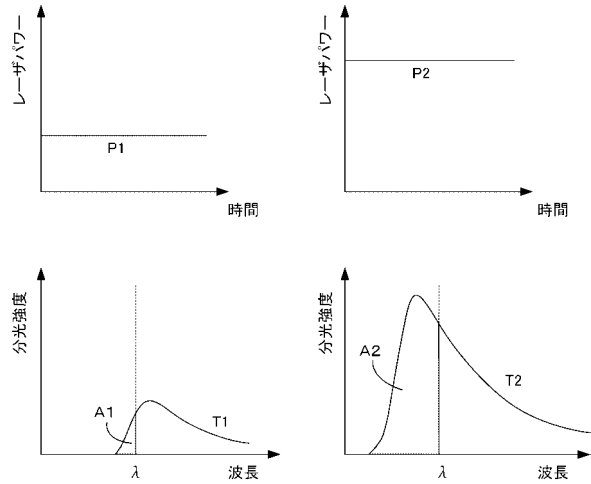 レーザパワー
P1
時間
レーザパワー
P2
時間
分光強度
A1
T1
λ
波長
分光強度
A2
T2
λ
波長